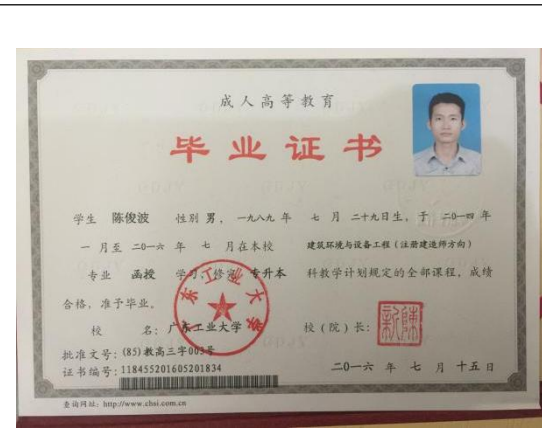 成人高等教育
毕业证书
学生 陈俊波 性别 男，一九八九 年 七 月 二十九日生，于 二〇一四 年
一 月至 二〇一六 年 七 月在本校 建筑环境与设备工程（注册建造师方向）
专业 函授 学习，修完 专升本 科教学计划规定的全部课程，成绩
合格，准予毕业。
校 名：广东工业大学 校（院）长：
批准文号：(85)教高三字003号
证书编号：118455201605201834 二〇一六 年 七 月 十五 日
查询网址：http://www.chsi.com.cn